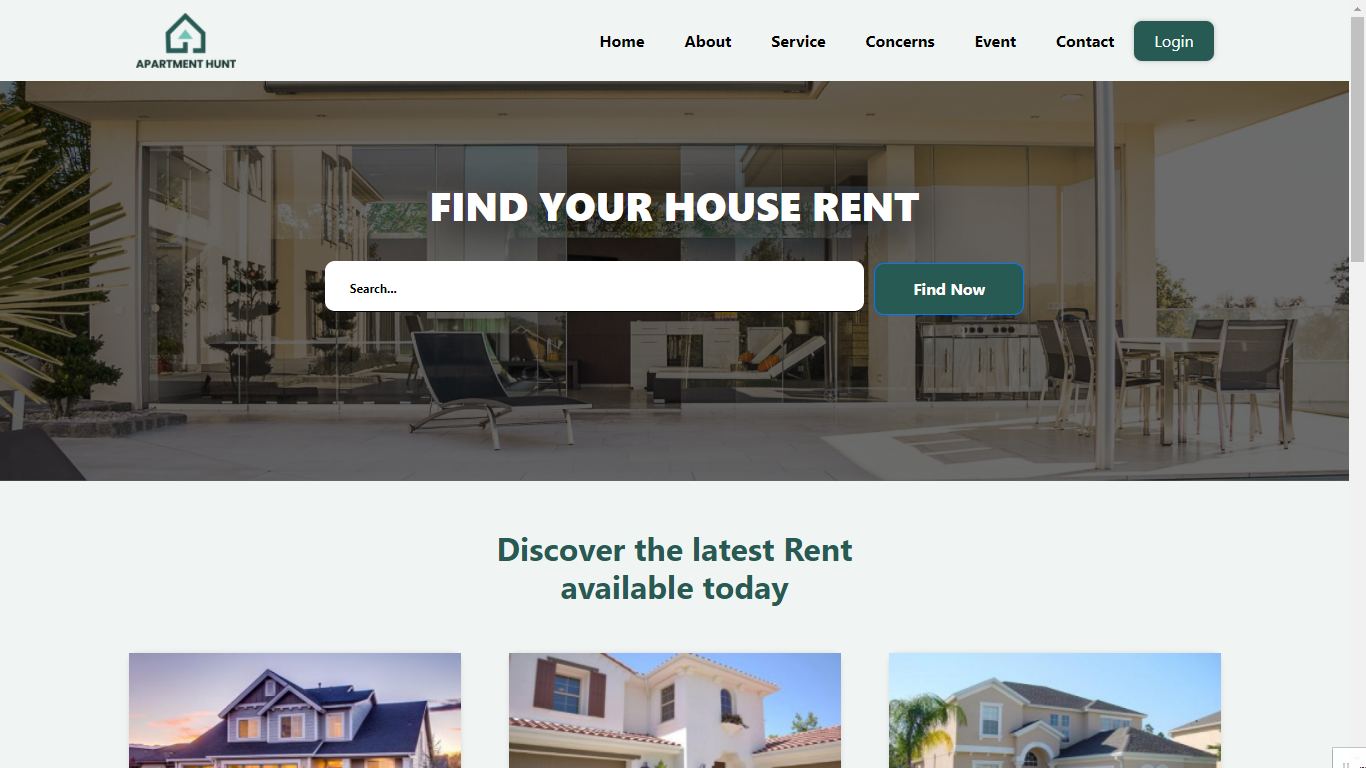 APARTMENT HUNT
Home About Service Concerns Event Contact Login
FIND YOUR HOUSE RENT
Search...
Find Now
Discover the latest Rent
available today